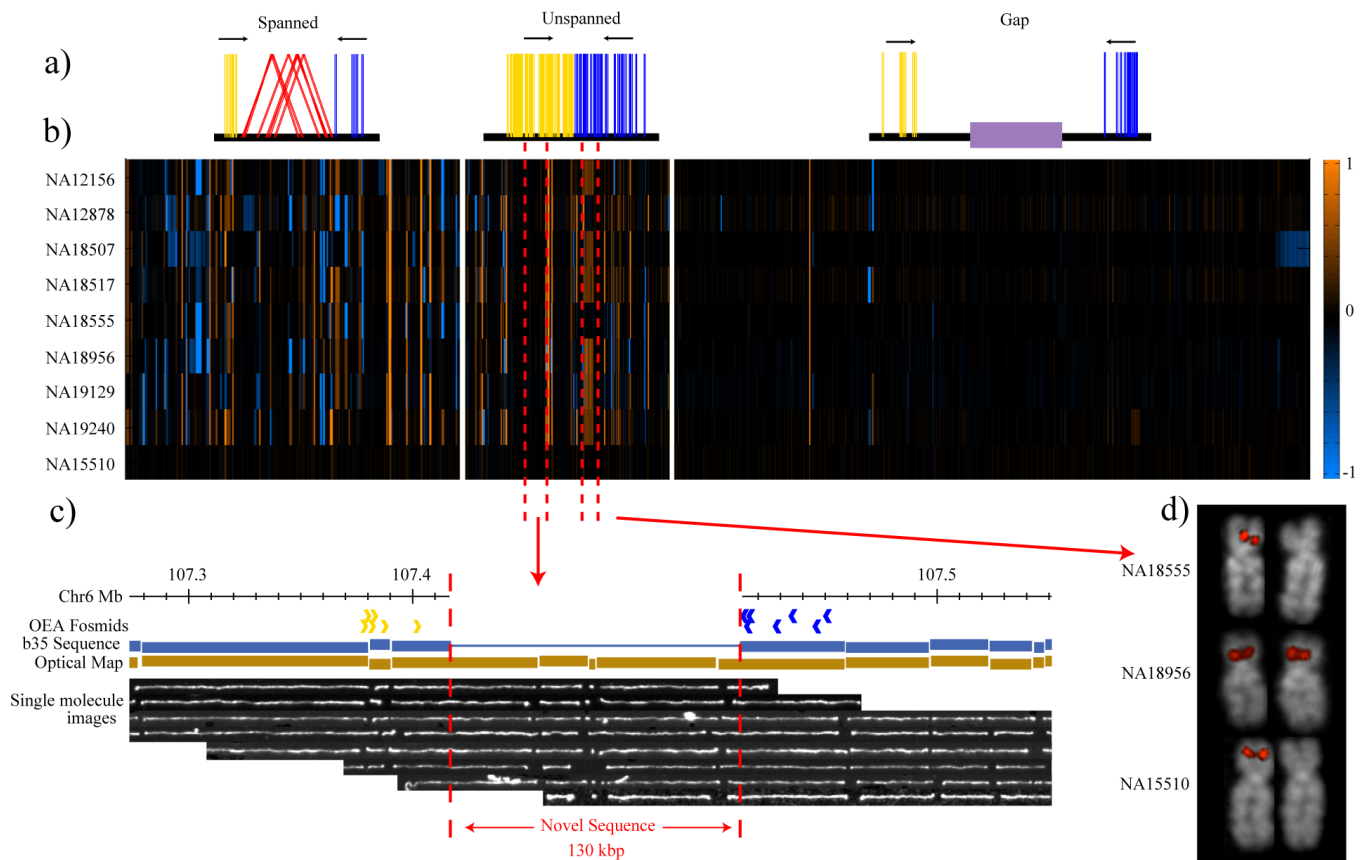 Spanned
Unspanned
Gap
a)
b)
NA12156
NA12878
NA18507
NA18517
NA18555
NA18956
NA19129
NA19240
NA15510
1
0
-1
c)
d)
107.3
107.4
107.5
Chr6 Mb
OEA Fosmids
b35 Sequence
Optical Map
Single molecule
images
Novel Sequence
130 kbp
NA18555
NA18956
NA15510